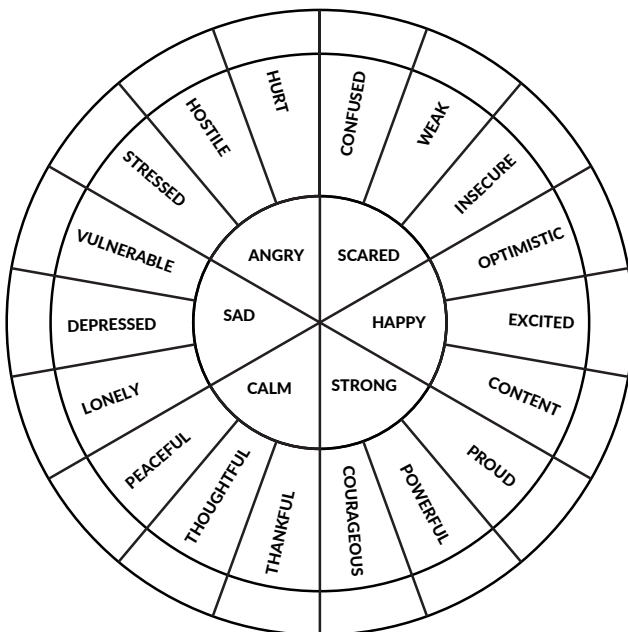 HURT
CONFUSED
HOSTILE
WEAK
STRESSED
INSECURE
VULNERABLE
OPTIMISTIC
ANGRY
SCARED
DEPRESSED
SAD
HAPPY
EXCITED
LONELY
CALM
STRONG
CONTENT
PEACEFUL
PROUD
THOUGHTFUL
POWERFUL
THANKFUL
COURAGEOUS